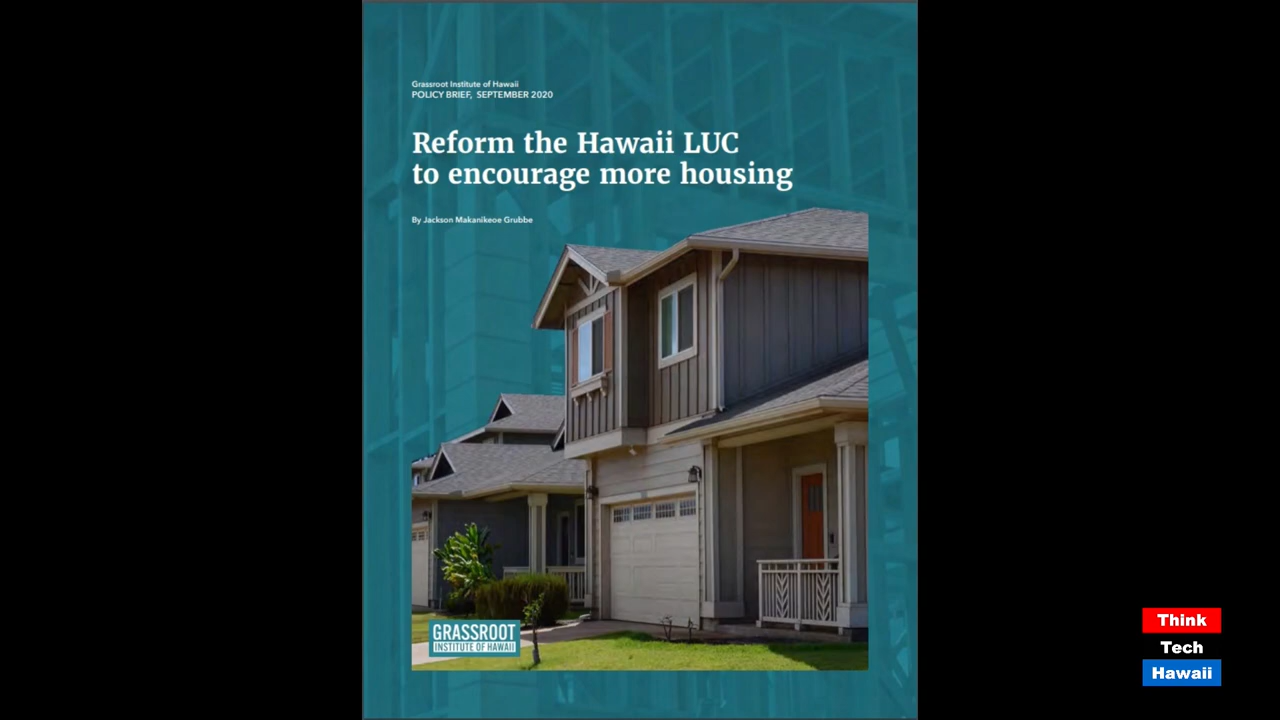 Grassroot Institute of Hawaii
POLICY BRIEF, SEPTEMBER 2020
Reform the Hawaii LUC
to encourage more housing
By Jackson Makanikeoe Grubbe
GRASSROOT
INSTITUTE OF HAWAII
Think
Tech
Hawaii